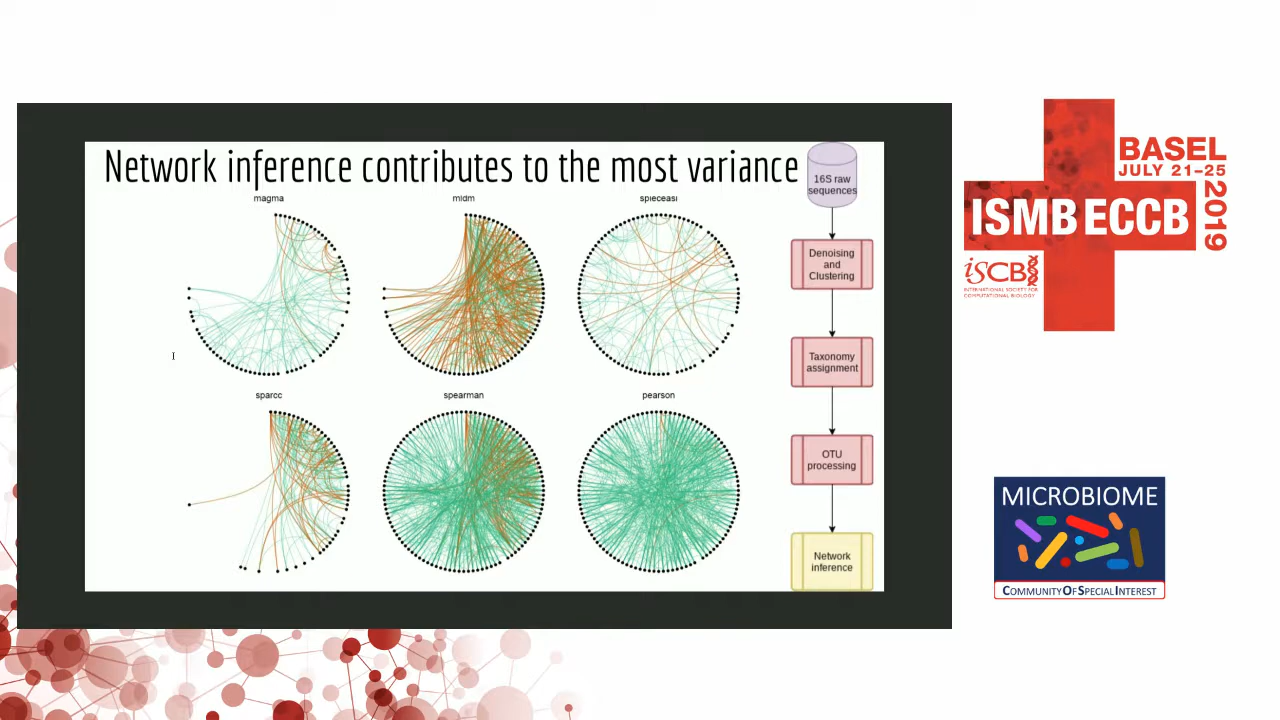 Network inference contributes to the most variance
magma
mldm
spieceasi
sparcc
spearman
pearson
16S raw
sequences
Denoising
and
Clustering
Taxonomy
assignment
OTU
processing
Network
inference
BASEL
JULY 21–25
2019
ISMB ECCB
ISCB
INTERNATIONAL SOCIETY FOR
COMPUTATIONAL BIOLOGY
MICROBIOME
COMMUNITY OF SPECIAL INTEREST